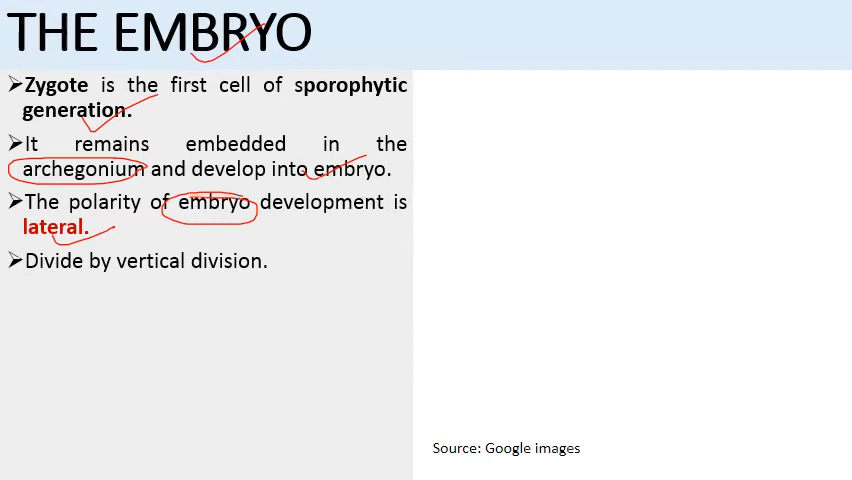 THE EMBRYO
➢Zygote is the first cell of sporophytic
generation.
➢It remains embedded in the
archegonium and develop into embryo.
➢The polarity of embryo development is
lateral.
➢Divide by vertical division.
Source: Google images